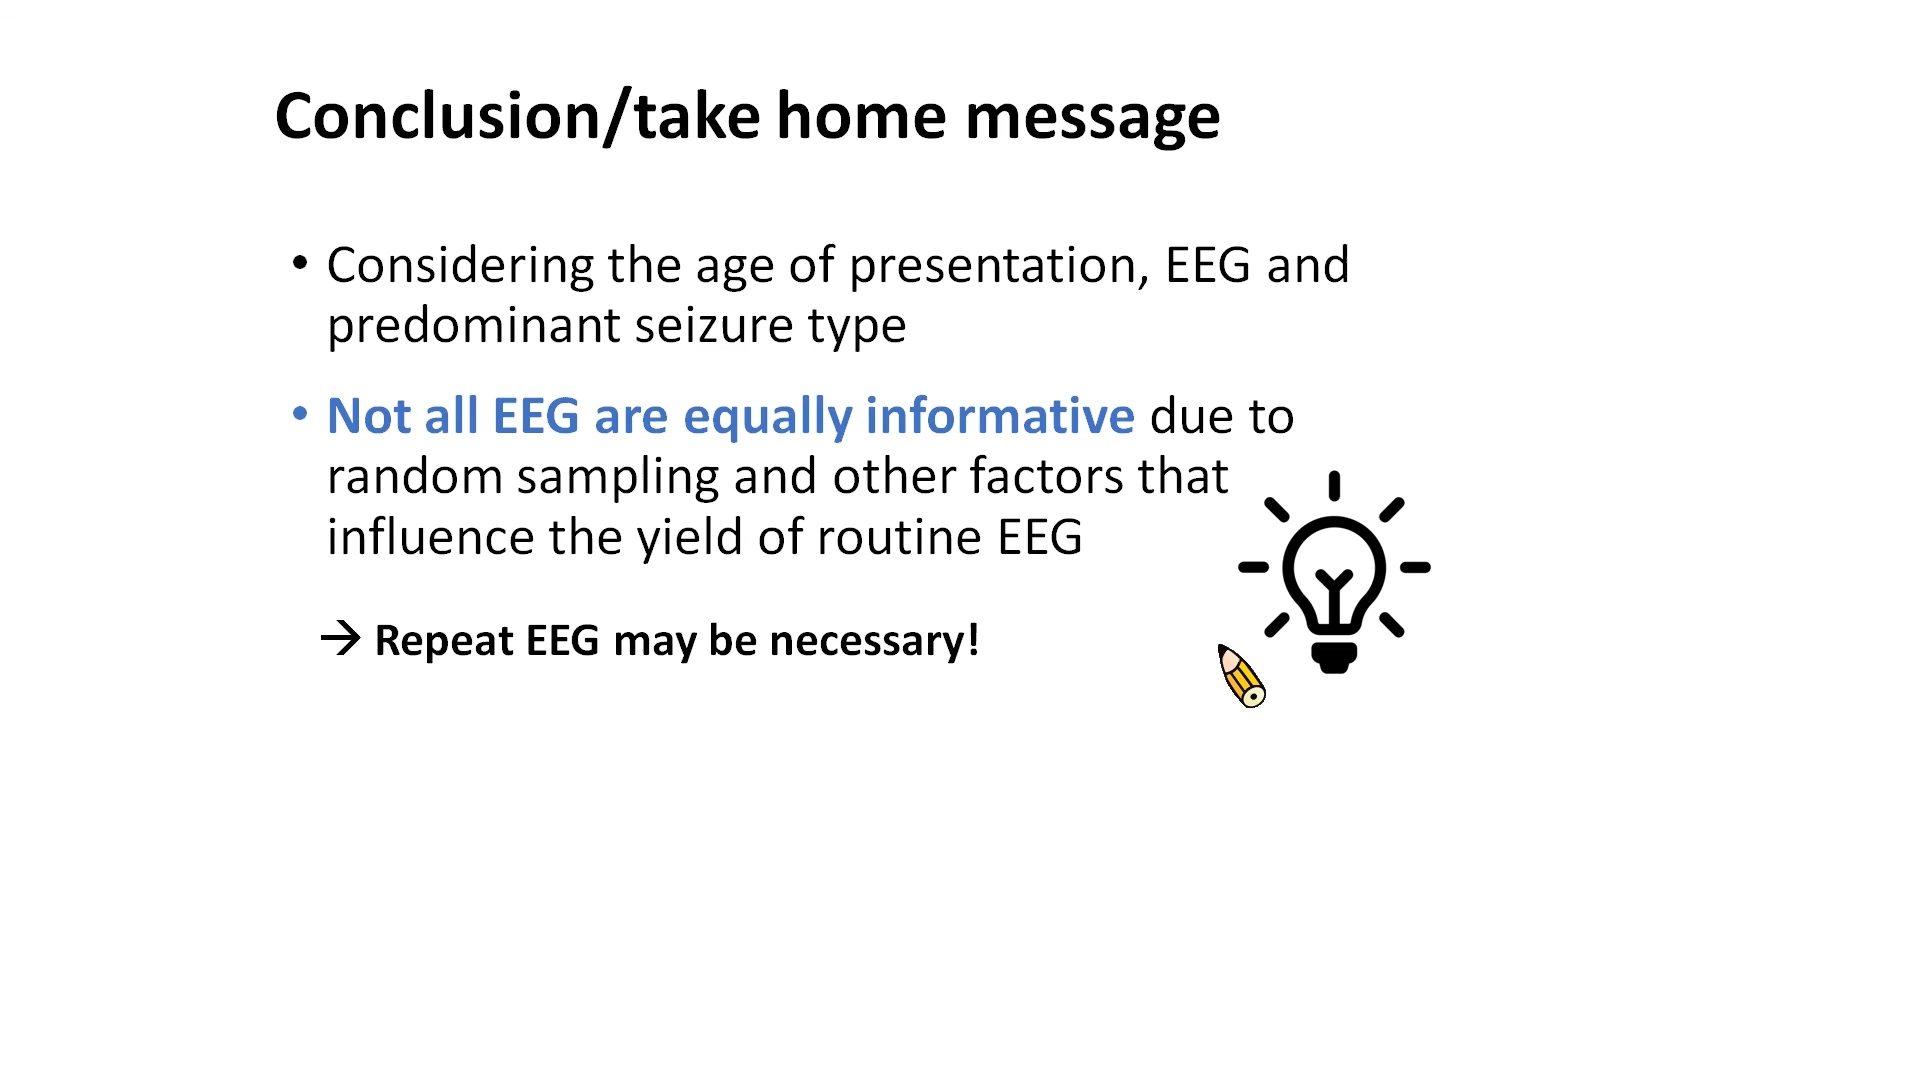 Conclusion/take home message
• Considering the age of presentation, EEG and
predominant seizure type
• Not all EEG are equally informative due to
random sampling and other factors that
influence the yield of routine EEG
→ Repeat EEG may be necessary!